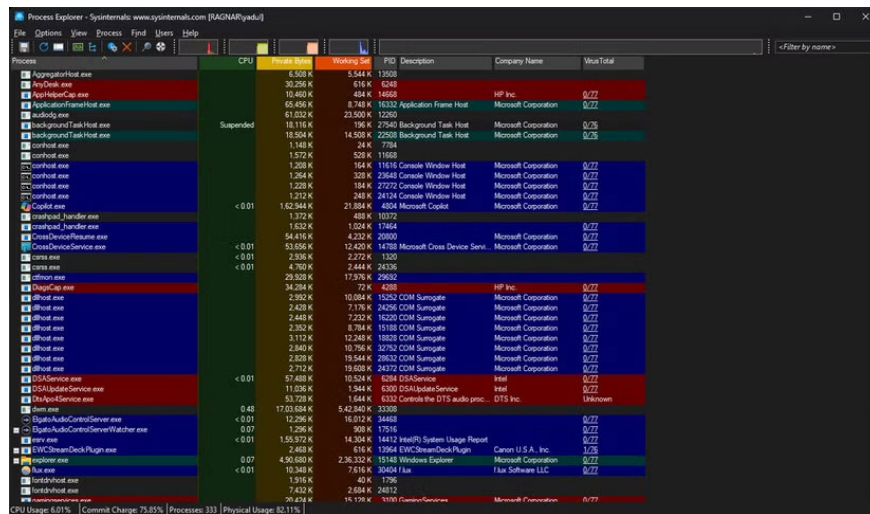 Process Explorer - Sysinternals: www.sysinternals.com [RAGNAR\yadul]
File Options View Process Find Users Help
<Filter by name>
Process CPU Private Bytes Working Set PID Description Company Name VirusTotal
AggregatorHost.exe 6,508 K 5,544 K 13508
AnyDesk.exe 30,256 K 616 K 6248
AppHelperCap.exe 10,460 K 484 K 14668 HP Inc. 0/77
ApplicationFrameHost.exe 65,456 K 8,748 K 16332 Application Frame Host Microsoft Corporation 0/77
audiodg.exe 61,032 K 23,500 K 12260
backgroundTaskHost.exe Suspended 18,116 K 196 K 27540 Background Task Host Microsoft Corporation 0/76
backgroundTaskHost.exe 18,504 K 14,508 K 22508 Background Task Host Microsoft Corporation 0/76
conhost.exe 1,148 K 24 K 7784
conhost.exe 1,572 K 528 K 11668
conhost.exe 1,208 K 164 K 11616 Console Window Host Microsoft Corporation 0/77
conhost.exe 1,264 K 328 K 23648 Console Window Host Microsoft Corporation 0/77
conhost.exe 1,228 K 184 K 27272 Console Window Host Microsoft Corporation 0/77
conhost.exe 1,212 K 248 K 24124 Console Window Host Microsoft Corporation 0/77
Copilot.exe < 0.01 1,62,944 K 21,884 K 4804 Microsoft Copilot Microsoft Corporation 0/77
crashpad_handler.exe 1,372 K 488 K 10372
crashpad_handler.exe 1,632 K 1,024 K 17464 0/77
CrossDeviceResume.exe 54,416 K 4,232 K 20800 Microsoft Corporation 0/77
CrossDeviceService.exe < 0.01 53,656 K 12,420 K 14788 Microsoft Cross Device Servi... Microsoft Corporation 0/77
csrss.exe < 0.01 2,936 K 2,272 K 1320
csrss.exe < 0.01 4,760 K 2,444 K 24336
ctfmon.exe 29,928 K 17,976 K 29692
DiagsCap.exe 34,284 K 72 K 4288 HP Inc. 0/77
dllhost.exe 2,992 K 10,084 K 15252 COM Surrogate Microsoft Corporation 0/77
dllhost.exe 2,428 K 7,176 K 24256 COM Surrogate Microsoft Corporation 0/77
dllhost.exe 2,448 K 7,232 K 16220 COM Surrogate Microsoft Corporation 0/77
dllhost.exe 2,352 K 8,784 K 15188 COM Surrogate Microsoft Corporation 0/77
dllhost.exe 3,112 K 12,248 K 18828 COM Surrogate Microsoft Corporation 0/77
dllhost.exe 2,840 K 10,756 K 32752 COM Surrogate Microsoft Corporation 0/77
dllhost.exe 2,828 K 19,544 K 28632 COM Surrogate Microsoft Corporation 0/77
dllhost.exe 2,712 K 19,608 K 24372 COM Surrogate Microsoft Corporation 0/77
DSAService.exe < 0.01 57,488 K 10,524 K 6284 DSAService Intel 0/77
DSAUpdateService.exe 11,036 K 1,944 K 6300 DSAUpdateService Intel 0/77
DtsApo4Service.exe 53,728 K 1,644 K 6332 Controls the DTS audio proc... DTS Inc. Unknown
dwm.exe 0.48 17,03,684 K 5,42,840 K 33308
ElgatoAudioControlServer.exe < 0.01 12,296 K 16,012 K 34468 0/77
ElgatoAudioControlServerWatcher.exe 0.07 1,296 K 908 K 17516 0/77
esrv.exe < 0.01 1,55,972 K 14,304 K 14412 Intel(R) System Usage Report 0/77
EWCStreamDeckPlugin.exe 2,468 K 616 K 13964 EWCStreamDeckPlugin Canon U.S.A., Inc. 1/76
explorer.exe 0.07 4,90,680 K 2,36,332 K 15148 Windows Explorer Microsoft Corporation 0/77
flux.exe < 0.01 10,348 K 7,616 K 30404 f.lux f.lux Software LLC 0/77
fontdrvhost.exe 1,916 K 40 K 1796
fontdrvhost.exe 7,432 K 2,684 K 24812
gamingservices.exe 20,424 K 15,128 K 3100 GamingServices Microsoft Corporation 0/77
CPU Usage: 6.01% Commit Charge: 75.85% Processes: 333 Physical Usage: 82.11%